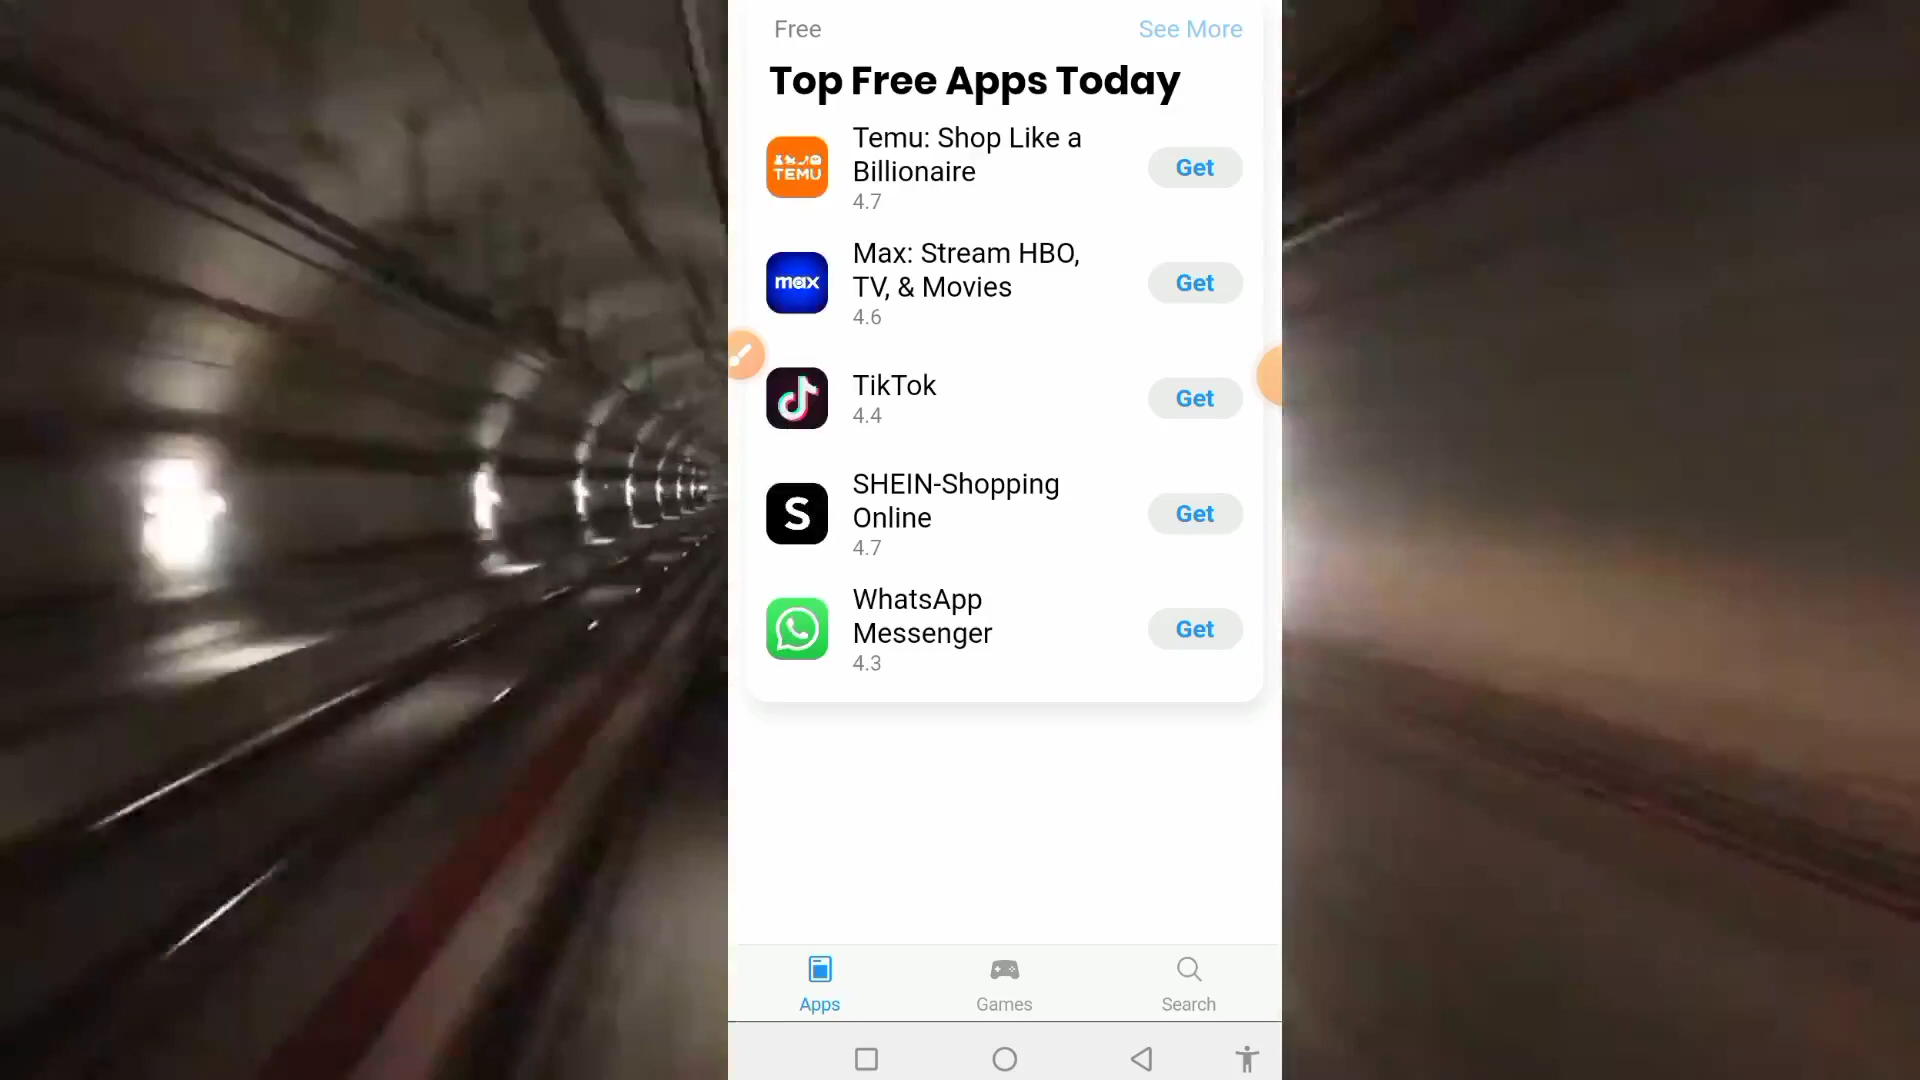 Free
See More
Top Free Apps Today
TEMU
Temu: Shop Like a
Billionaire
4.7
Get
max
Max: Stream HBO,
TV, & Movies
4.6
Get
TikTok
4.4
Get
S
SHEIN-Shopping
Online
4.7
Get
WhatsApp
Messenger
4.3
Get
Apps
Games
Search